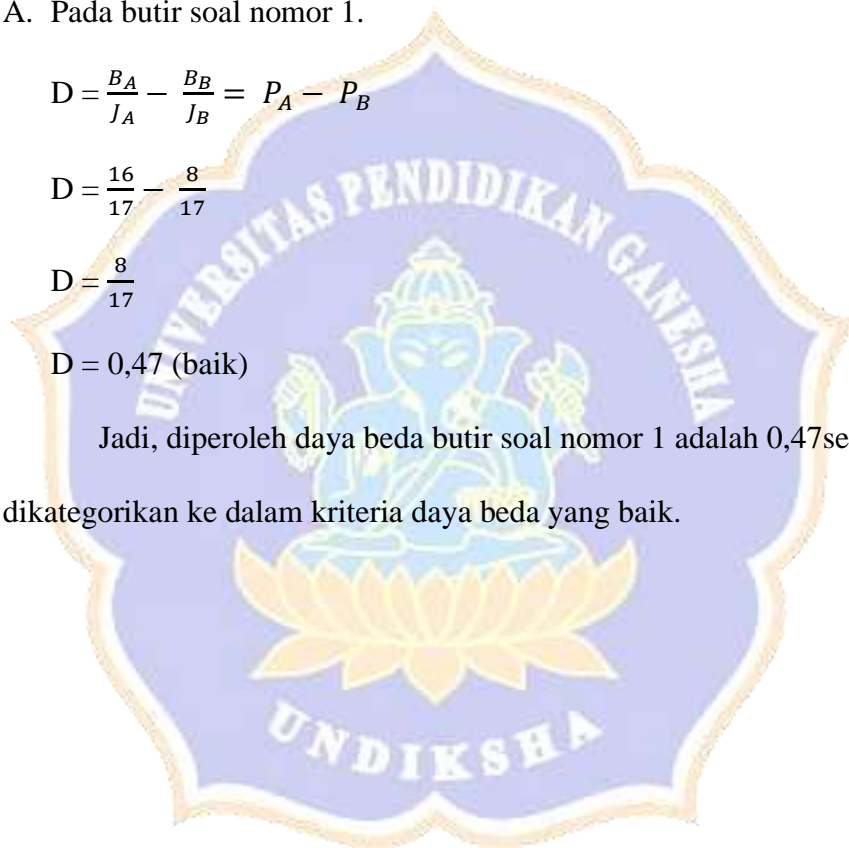 A. Pada butir soal nomor 1.
D = B_A/J_A − B_B/J_B = P_A − P_B
D = 16/17 − 8/17
D = 8/17
D = 0,47 (baik)
Jadi, diperoleh daya beda butir soal nomor 1 adalah 0,47se
dikategorikan ke dalam kriteria daya beda yang baik.
UNIVERSITAS PENDIDIKAN GANESHA
UNDIKSHA